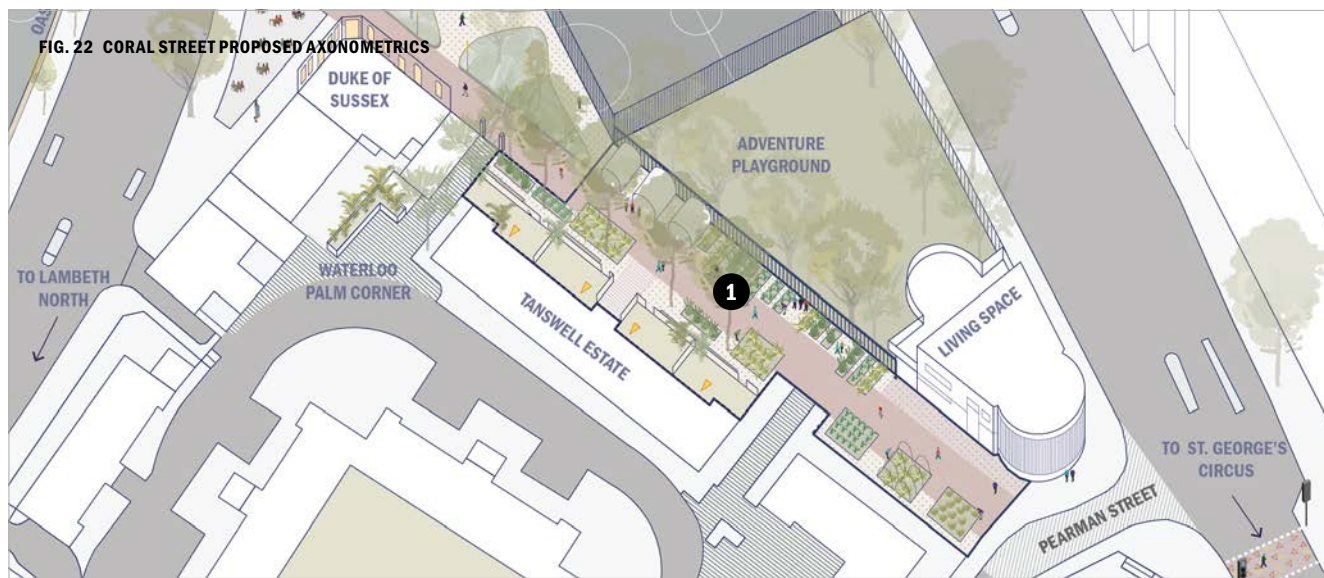 FIG. 22 CORAL STREET PROPOSED AXONOMETRICS
DUKE OF
SUSSEX
ADVENTURE
PLAYGROUND
TO LAMBETH
NORTH
WATERLOO
PALM CORNER
1
TANSWELL ESTATE
LIVING SPACE
TO ST. GEORGE'S
CIRCUS
PEARMAN STREET